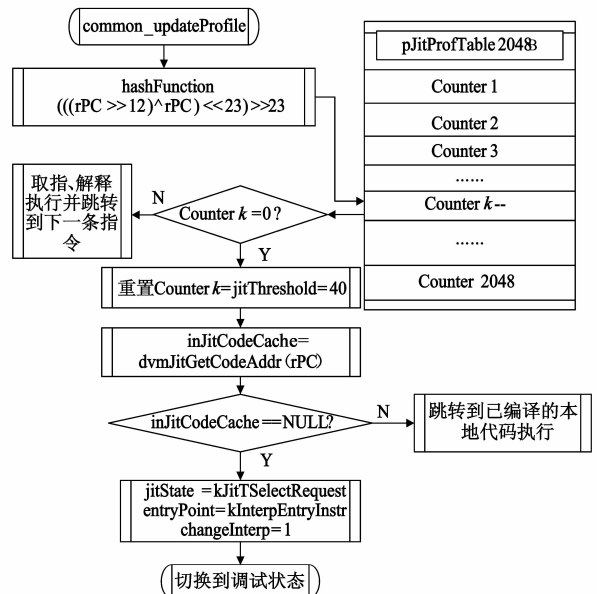 common_updateProfile
pJitProfTable 2048B
hashFunction
(((rPC >>12)^rPC) <<23)>>23
Counter 1
Counter 2
Counter 3
……
Counter k--
……
Counter 2048
取指、解释
执行并跳转
到下一条指
令
N
Counter k =0?
Y
重置Counter k=jitThreshold=40
inJitCodeCache=
dvmJitGetCodeAddr(rPC)
inJitCodeCache==NULL?
N
跳转到已编译的本
地代码执行
Y
jitState =kJitTSelectRequest
entryPoint=kInterpEntryInstr
changeInterp=1
切换到调试状态